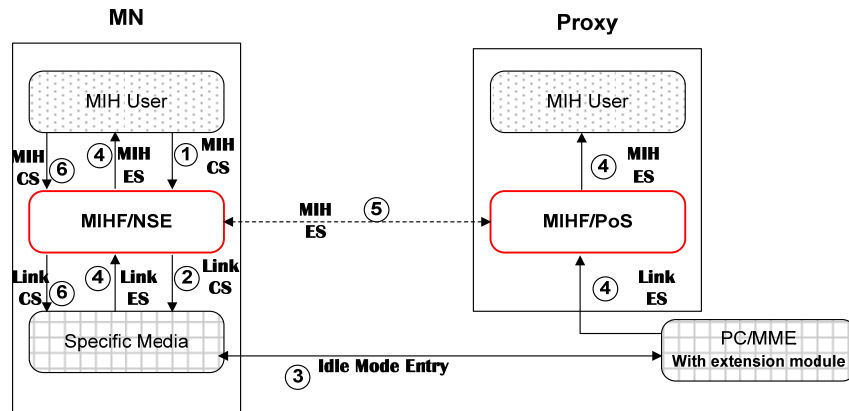 MN
Proxy
MIH User
MIH User
MIH
CS
6
4
MIH
ES
1
MIH
CS
4
MIH
ES
MIHF/NSE
MIH
ES
5
MIHF/PoS
Link
CS
6
4
Link
ES
2
Link
CS
4
Link
ES
Specific Media
PC/MME
With extension module
3
Idle Mode Entry